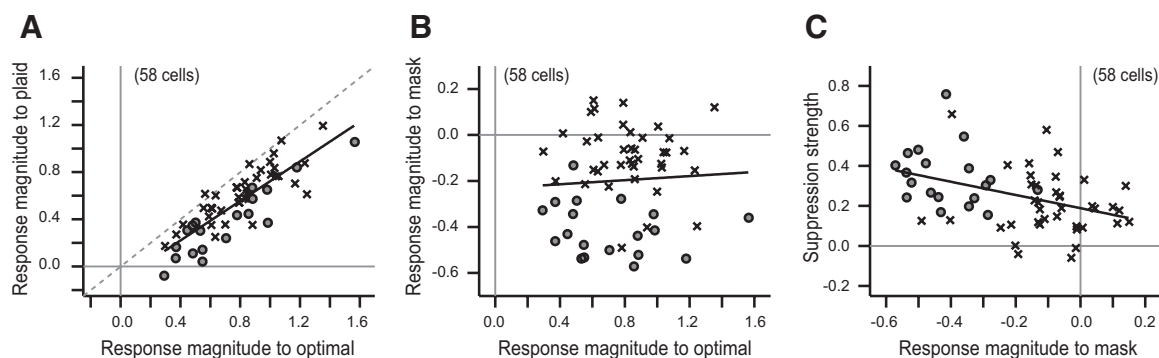 A
B
C
Response magnitude to plaid
(58 cells)
1.6
1.2
0.8
0.4
0.0
0.0
0.4
0.8
1.2
1.6
Response magnitude to optimal
Response magnitude to mask
(58 cells)
0.2
0.0
-0.2
-0.4
-0.6
0.0
0.4
0.8
1.2
1.6
Response magnitude to optimal
Suppression strength
(58 cells)
0.8
0.6
0.4
0.2
0.0
-0.2
-0.6
-0.4
-0.2
0.0
0.2
Response magnitude to mask